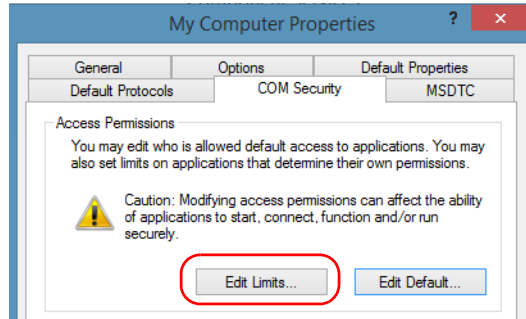 My Computer Properties
?
×
General
Options
Default Properties
Default Protocols
COM Security
MSDTC
Access Permissions
You may edit who is allowed default access to applications. You may
also set limits on applications that determine their own permissions.
Caution: Modifying access permissions can affect the ability
of applications to start, connect, function and/or run
securely.
Edit Limits...
Edit Default...